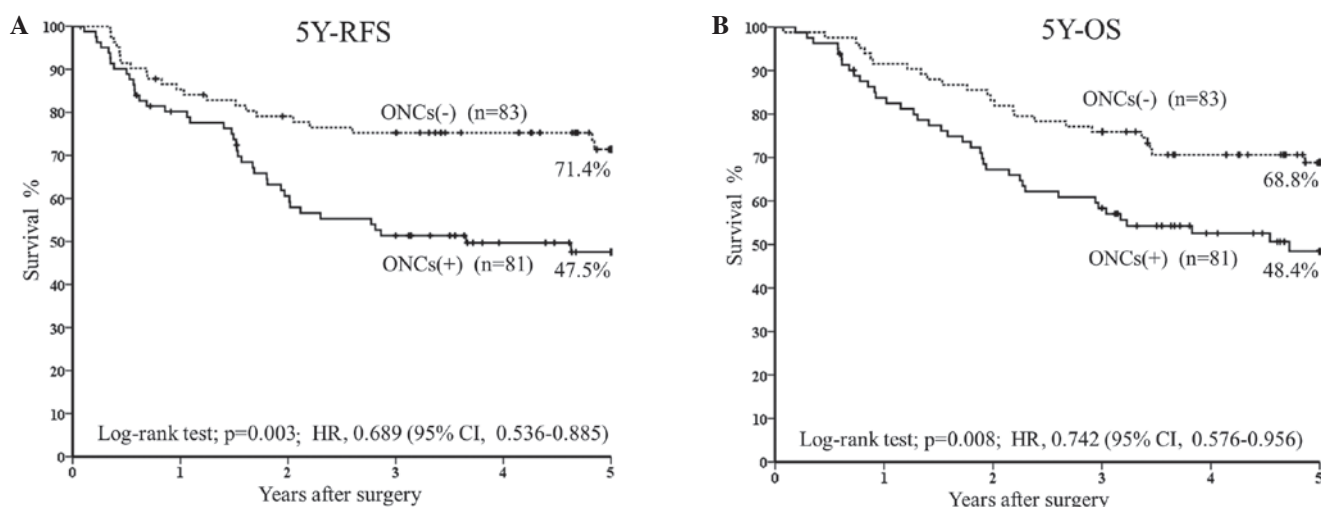 A
5Y-RFS
100
90
80
70
60
50
40
30
20
10
0
Survival %
ONCs(-) (n=83)
71.4%
ONCs(+) (n=81)
47.5%
Log-rank test; p=0.003; HR, 0.689 (95% CI, 0.536-0.885)
0 1 2 3 4 5
Years after surgery
B
5Y-OS
100
90
80
70
60
50
40
30
20
10
0
Survival %
ONCs(-) (n=83)
68.8%
ONCs(+) (n=81)
48.4%
Log-rank test; p=0.008; HR, 0.742 (95% CI, 0.576-0.956)
0 1 2 3 4 5
Years after surgery